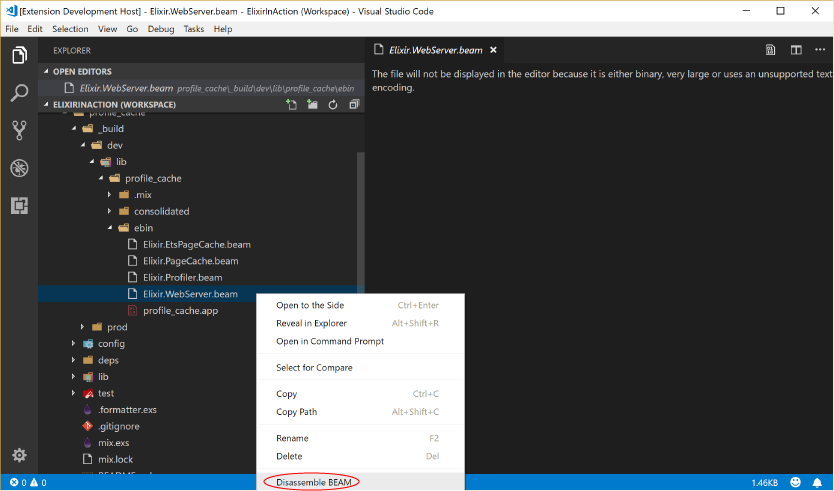 [Extension Development Host] - Elixir.WebServer.beam - ElixirInAction (Workspace) - Visual Studio Code
File Edit Selection View Go Debug Tasks Help
EXPLORER
OPEN EDITORS
Elixir.WebServer.beam profile_cache\_build\dev\lib\profile_cache\ebin
ELIXIRINACTION (WORKSPACE)
profile_cache
_build
dev
lib
profile_cache
.mix
consolidated
ebin
Elixir.EtsPageCache.beam
Elixir.PageCache.beam
Elixir.Profiler.beam
Elixir.WebServer.beam
profile_cache.app
prod
config
deps
lib
test
.formatter.exs
.gitignore
mix.exs
mix.lock
Elixir.WebServer.beam
The file will not be displayed in the editor because it is either binary, very large or uses an unsupported text
encoding.
Open to the Side Ctrl+Enter
Reveal in Explorer Alt+Shift+R
Open in Command Prompt
Select for Compare
Copy Ctrl+C
Copy Path Alt+Shift+C
Rename F2
Delete Del
Disassemble BEAM
0 0
1.46KB